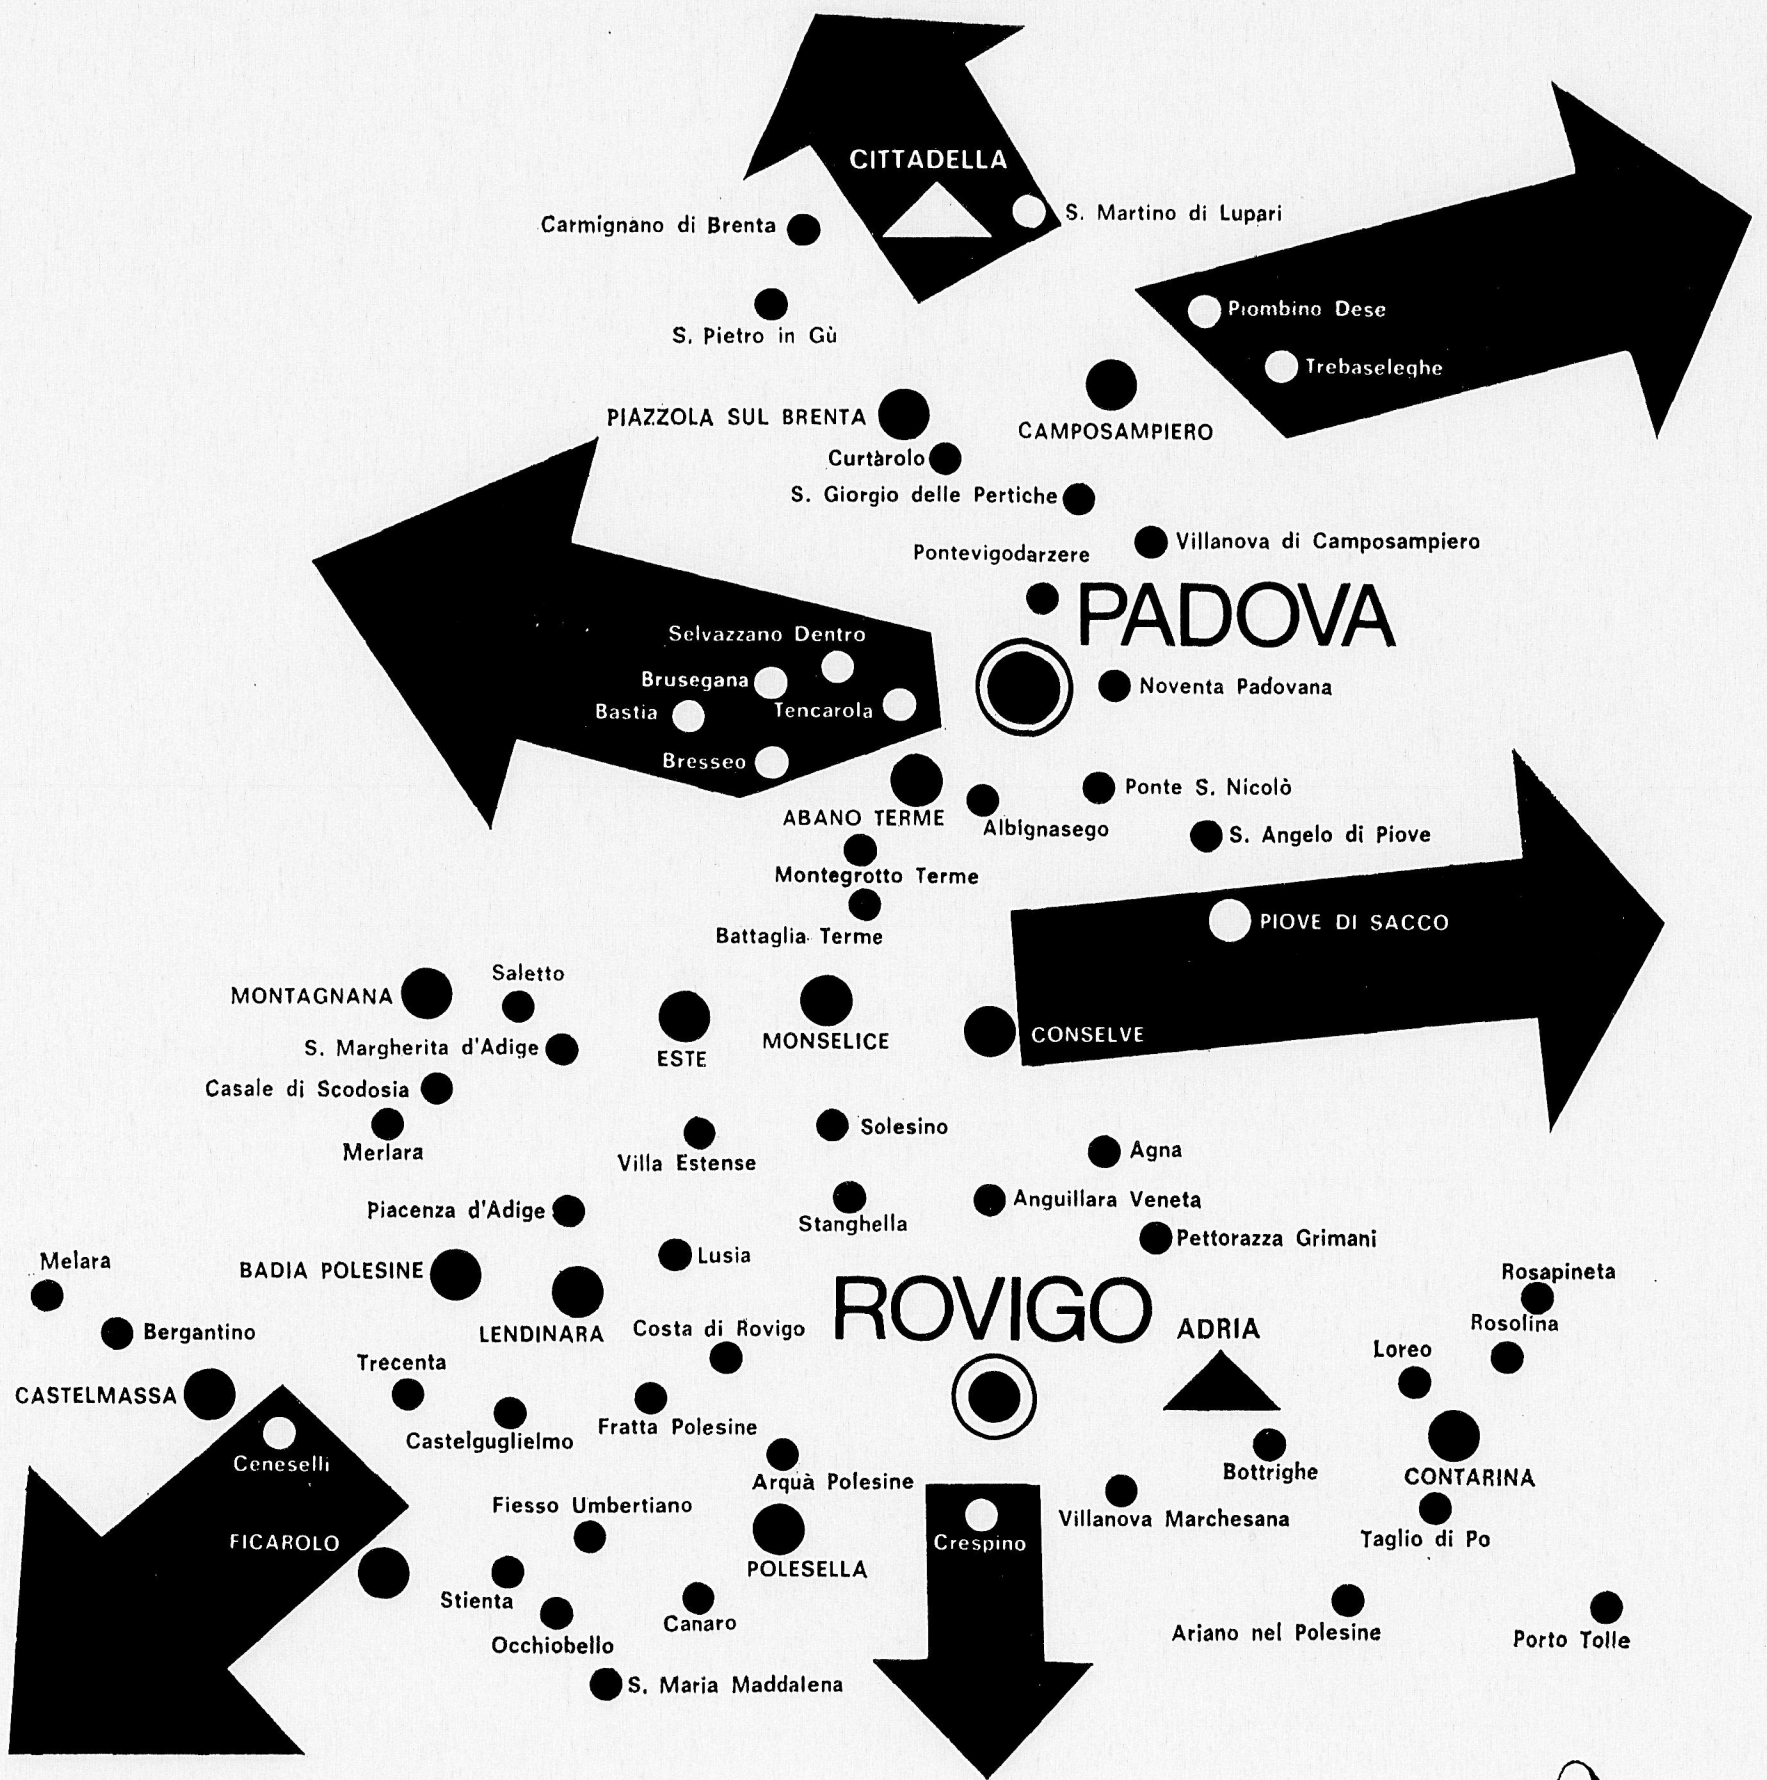 CITTADELLA
S. Martino di Lupari
Carmignano di Brenta
Piombino Dese
S. Pietro in Gù
Trebaseleghe
PIAZZOLA SUL BRENTA
CAMPOSAMPIERO
Curtarolo
S. Giorgio delle Pertiche
Villanova di Camposampiero
Pontevigodarzere
PADOVA
Selvazzano Dentro
Brusegana
Noventa Padovana
Bastia
Tencarola
Bresseo
Ponte S. Nicolò
ABANO TERME
Albignasego
S. Angelo di Piove
Montegrotto Terme
PIOVE DI SACCO
Battaglia Terme
Saletto
MONTAGNANA
CONSELVE
MONSELICE
S. Margherita d'Adige
ESTE
Casale di Scodosia
Solesino
Merlara
Agna
Villa Estense
Anguillara Veneta
Piacenza d'Adige
Stanghella
Pettorazza Grimani
Lusia
Melara
BADIA POLESINE
Rosapineta
ROVIGO
Rosolina
ADRIA
Costa di Rovigo
Bergantino
LENDINARA
Loreo
Trecenta
CASTELMASSA
Fratta Polesine
Castelguglielmo
Ceneselli
Bottrighe
CONTARINA
Arquà Polesine
Fiesso Umbertiano
Villanova Marchesana
Taglio di Po
FICAROLO
Crespino
POLESELLA
Stienta
Canaro
Ariano nel Polesine
Porto Tolle
Occhiobello
S. Maria Maddalena